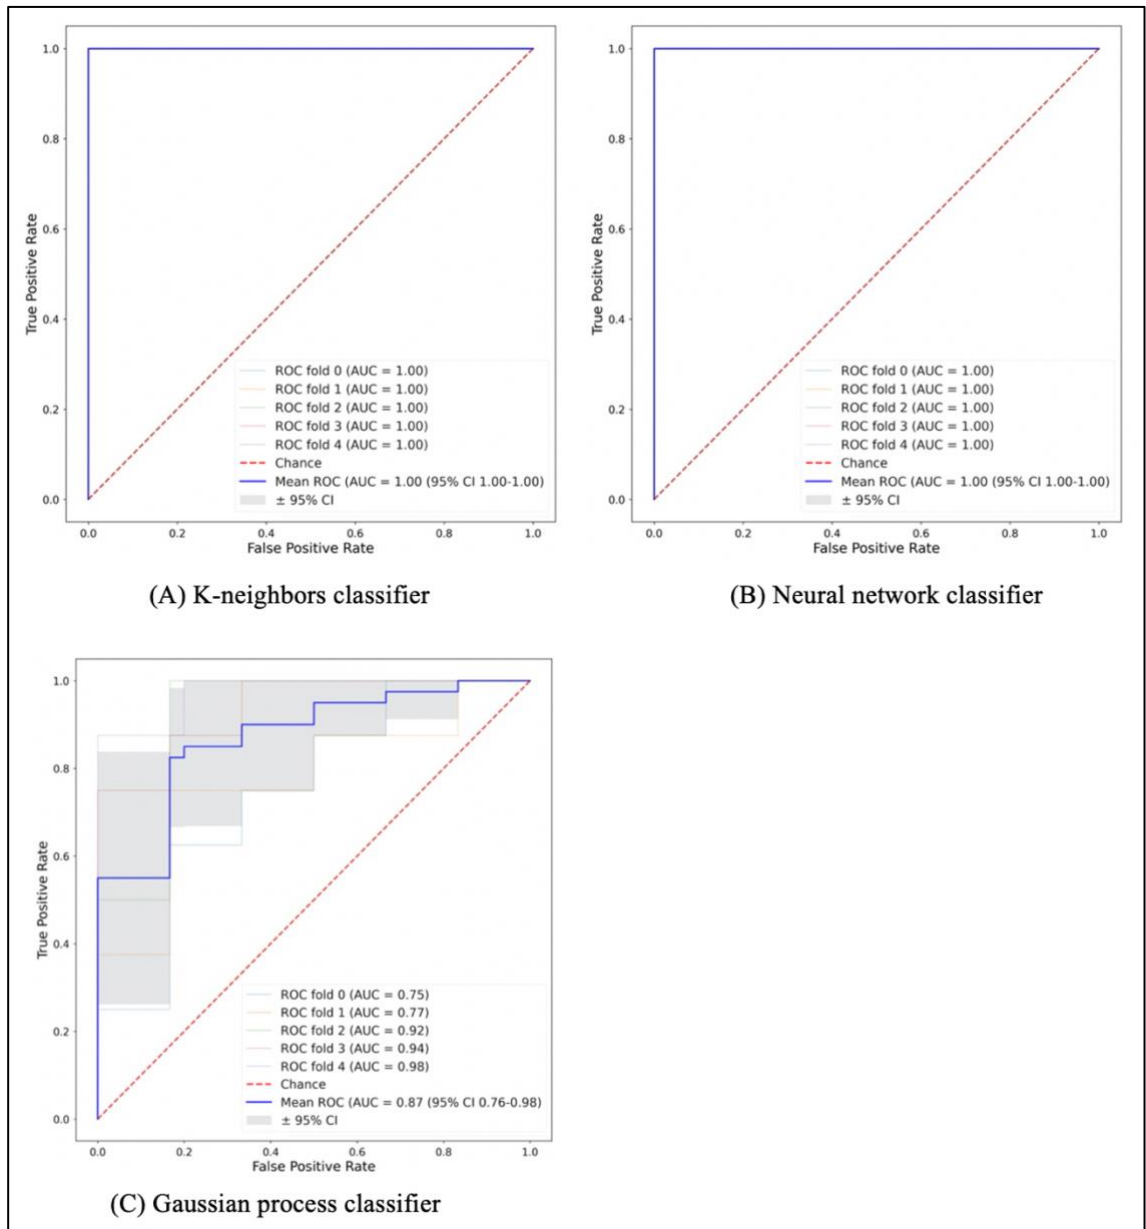 1.0
0.8
0.6
0.4
0.2
0.0
True Positive Rate
ROC fold 0 (AUC = 1.00)
ROC fold 1 (AUC = 1.00)
ROC fold 2 (AUC = 1.00)
ROC fold 3 (AUC = 1.00)
ROC fold 4 (AUC = 1.00)
Chance
Mean ROC (AUC = 1.00 (95% CI 1.00-1.00)
± 95% CI
0.0 0.2 0.4 0.6 0.8 1.0
False Positive Rate
(A) K-neighbors classifier
1.0
0.8
0.6
0.4
0.2
0.0
True Positive Rate
ROC fold 0 (AUC = 1.00)
ROC fold 1 (AUC = 1.00)
ROC fold 2 (AUC = 1.00)
ROC fold 3 (AUC = 1.00)
ROC fold 4 (AUC = 1.00)
Chance
Mean ROC (AUC = 1.00 (95% CI 1.00-1.00)
± 95% CI
0.0 0.2 0.4 0.6 0.8 1.0
False Positive Rate
(B) Neural network classifier
1.0
0.8
0.6
0.4
0.2
0.0
True Positive Rate
ROC fold 0 (AUC = 0.75)
ROC fold 1 (AUC = 0.77)
ROC fold 2 (AUC = 0.92)
ROC fold 3 (AUC = 0.94)
ROC fold 4 (AUC = 0.98)
Chance
Mean ROC (AUC = 0.87 (95% CI 0.76-0.98)
± 95% CI
0.0 0.2 0.4 0.6 0.8 1.0
False Positive Rate
(C) Gaussian process classifier